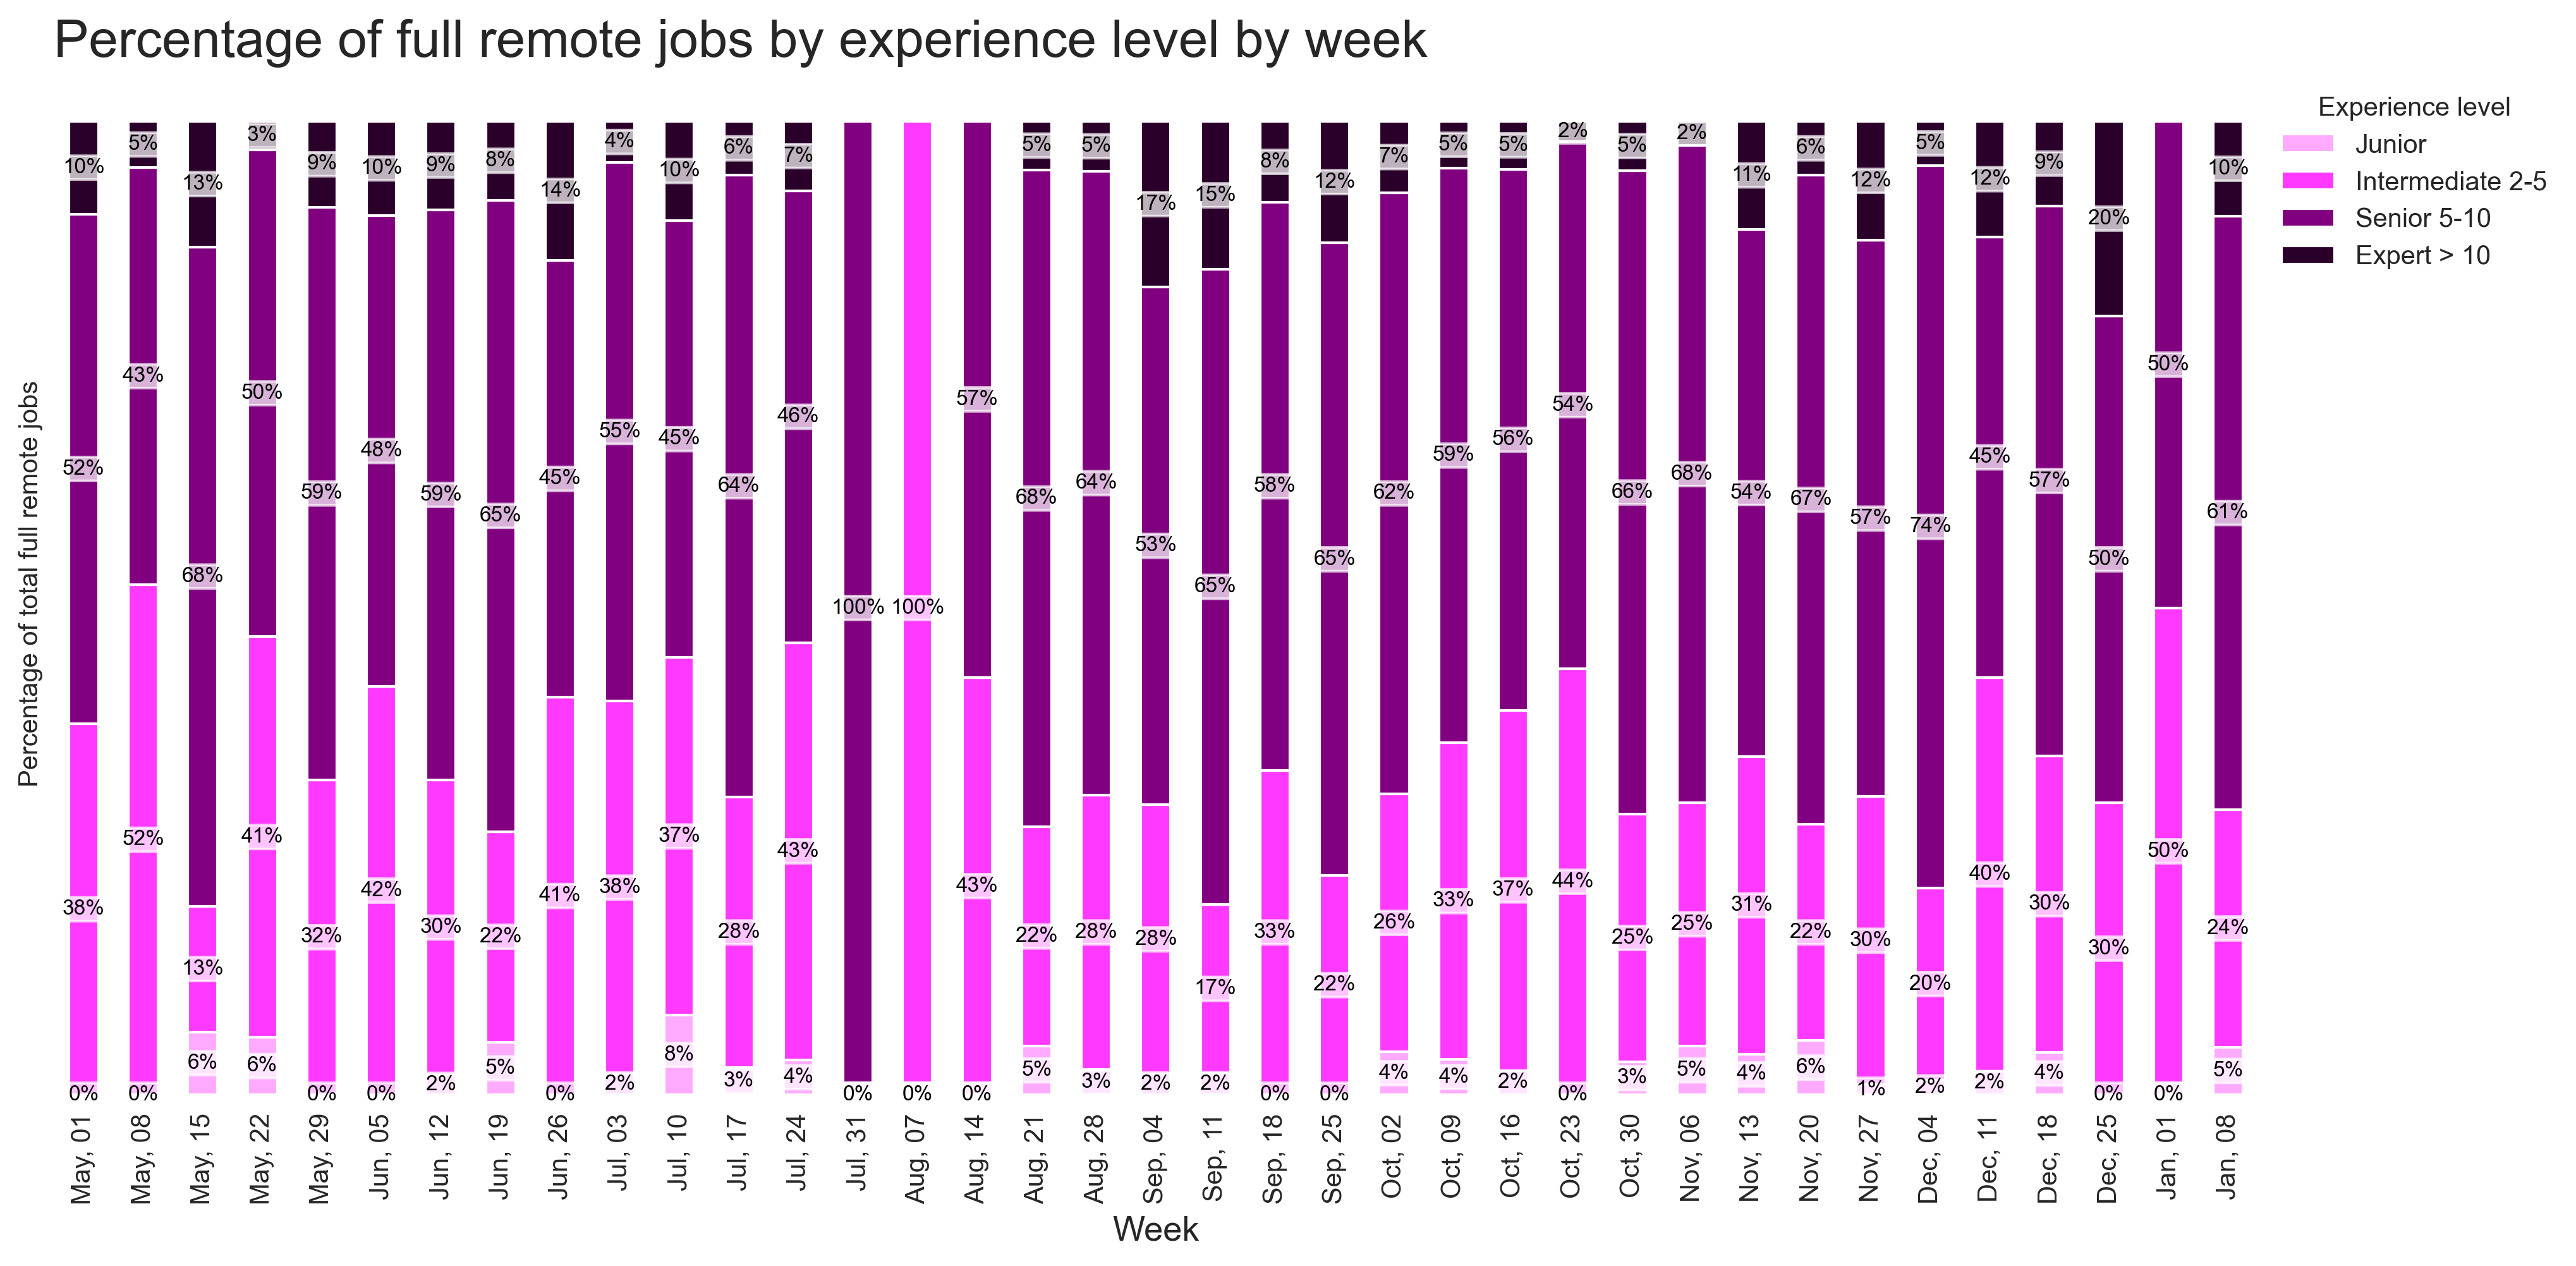 Percentage of full remote jobs by experience level by week
Experience level
Junior
Intermediate 2-5
Senior 5-10
Expert > 10
Percentage of total full remote jobs
10% 5% 13% 3% 9% 10% 9% 8% 14% 4% 10% 6% 7% 5% 5% 17% 15% 8% 12% 7% 5% 5% 2% 5% 2% 11% 6% 12% 5% 12% 9% 20% 10%
52% 43% 68% 50% 59% 48% 59% 65% 45% 55% 45% 64% 46% 100% 57% 68% 64% 53% 65% 58% 65% 62% 59% 56% 54% 66% 68% 54% 67% 57% 74% 45% 57% 50% 50% 61%
38% 52% 13% 41% 32% 42% 30% 22% 41% 38% 37% 28% 43% 100% 43% 22% 28% 28% 17% 33% 22% 26% 33% 37% 44% 25% 25% 31% 22% 30% 20% 40% 30% 30% 50% 24%
0% 0% 6% 6% 0% 0% 2% 5% 0% 2% 8% 3% 4% 0% 0% 0% 5% 3% 2% 2% 0% 0% 4% 4% 2% 0% 3% 5% 4% 6% 1% 2% 2% 4% 0% 0% 5%
May, 01
May, 08
May, 15
May, 22
May, 29
Jun, 05
Jun, 12
Jun, 19
Jun, 26
Jul, 03
Jul, 10
Jul, 17
Jul, 24
Jul, 31
Aug, 07
Aug, 14
Aug, 21
Aug, 28
Sep, 04
Sep, 11
Sep, 18
Sep, 25
Oct, 02
Oct, 09
Oct, 16
Oct, 23
Oct, 30
Nov, 06
Nov, 13
Nov, 20
Nov, 27
Dec, 04
Dec, 11
Dec, 18
Dec, 25
Jan, 01
Jan, 08
Week